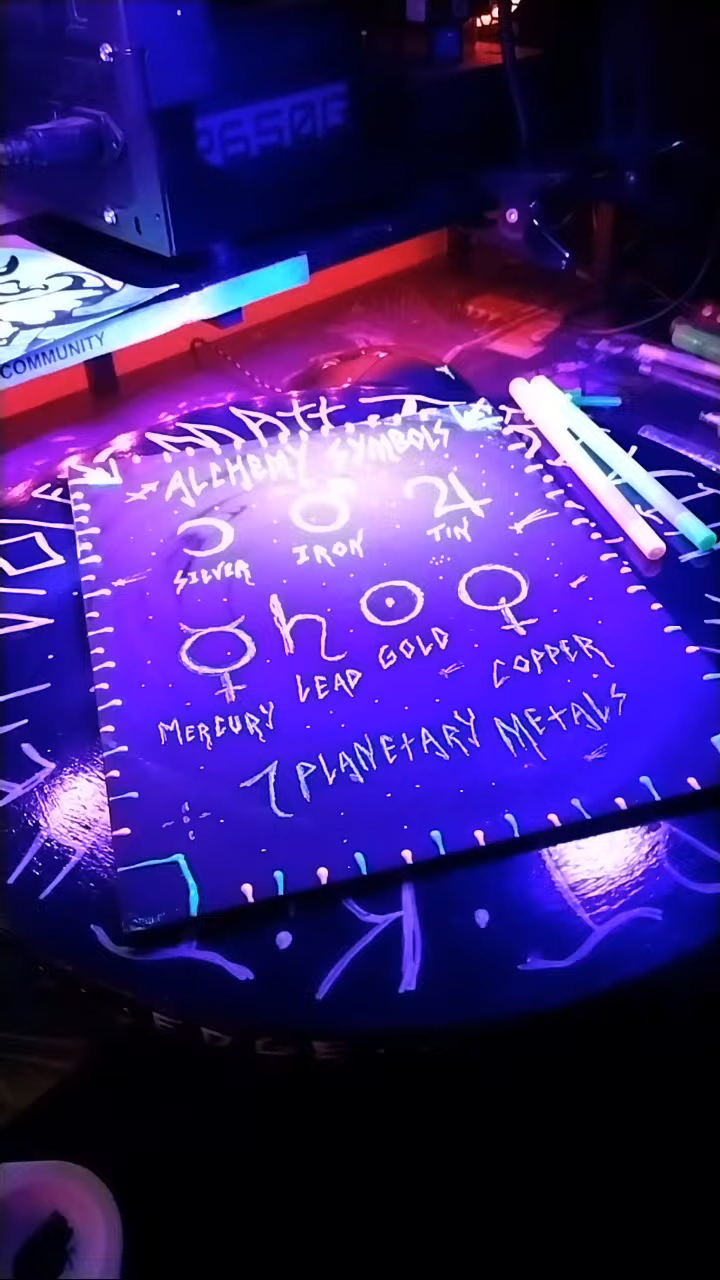 COMMUNITY
ALCHEMY SYMBOLS
SILVER IRON TIN
MERCURY LEAD GOLD COPPER
7 PLANETARY METALS